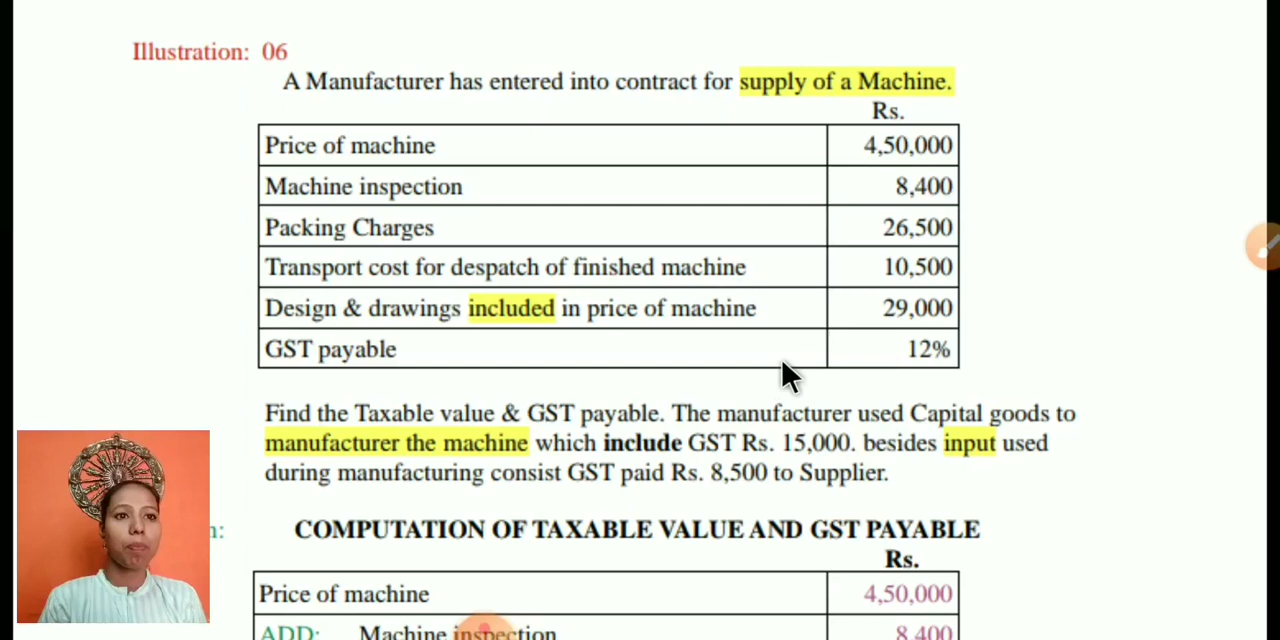 Illustration: 06
A Manufacturer has entered into contract for supply of a Machine.
Rs.
Price of machine 4,50,000
Machine inspection 8,400
Packing Charges 26,500
Transport cost for despatch of finished machine 10,500
Design & drawings included in price of machine 29,000
GST payable 12%
Find the Taxable value & GST payable. The manufacturer used Capital goods to
manufacturer the machine which include GST Rs. 15,000. besides input used
during manufacturing consist GST paid Rs. 8,500 to Supplier.
n: COMPUTATION OF TAXABLE VALUE AND GST PAYABLE
Rs.
Price of machine 4,50,000
ADD: Machine inspection 8,400